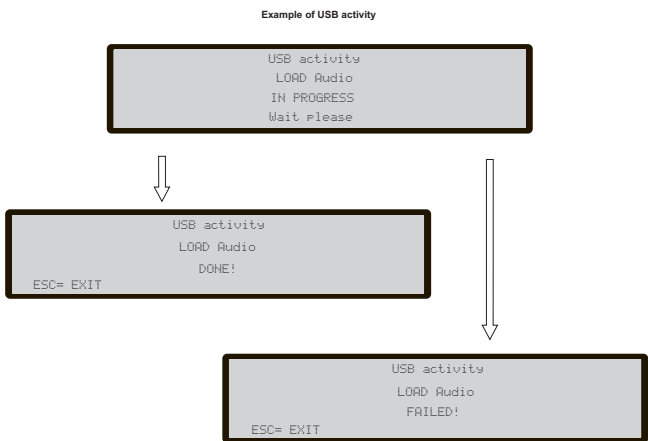 Example of USB activity
USB activity
LOAD Audio
IN PROGRESS
Wait please
USB activity
LOAD Audio
DONE!
ESC= EXIT
USB activity
LOAD Audio
FAILED!
ESC= EXIT